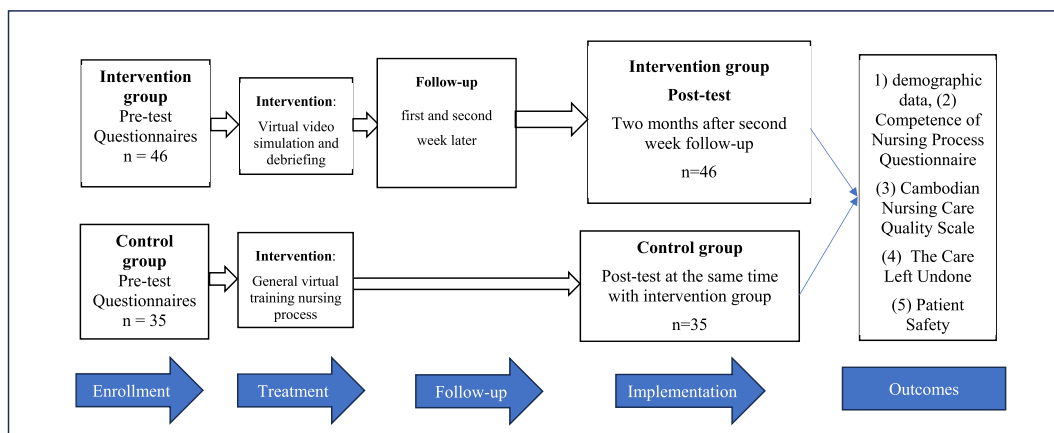 Intervention
group
Pre-test
Questionnaires
n = 46
Intervention:
Virtual video
simulation and
debriefing
Follow-up
first and second
week later
Intervention group
Post-test
Two months after second
week follow-up
n=46
1) demographic
data, (2)
Competence of
Nursing Process
Questionnaire
(3) Cambodian
Nursing Care
Quality Scale
(4) The Care
Left Undone
(5) Patient
Safety
Control
group
Pre-test
Questionnaires
n = 35
Intervention:
General virtual
training nursing
process
Control group
Post-test at the same time
with intervention group
n=35
Enrollment
Treatment
Follow-up
Implementation
Outcomes